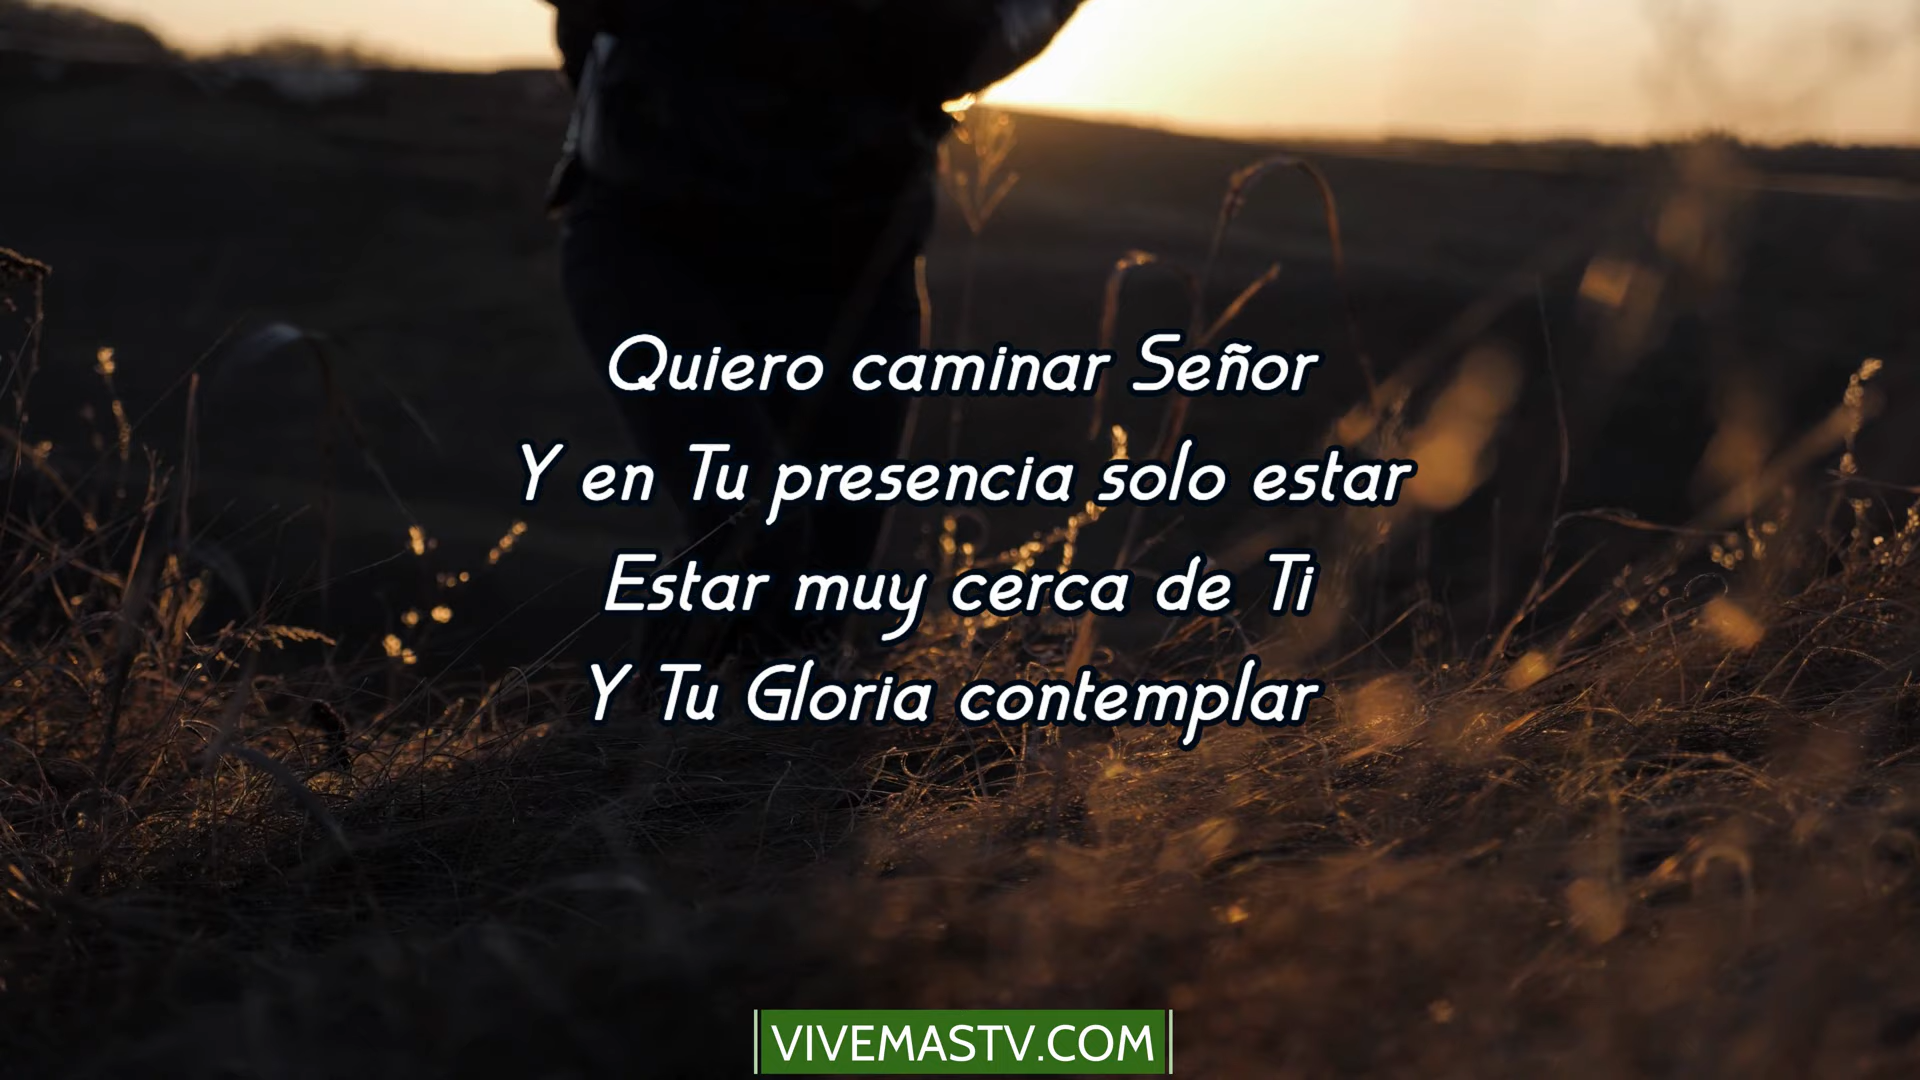 Quiero caminar Señor
Y en Tu presencia solo estar
Estar muy cerca de Ti
Y Tu Gloria contemplar
VIVEMASTV.COM